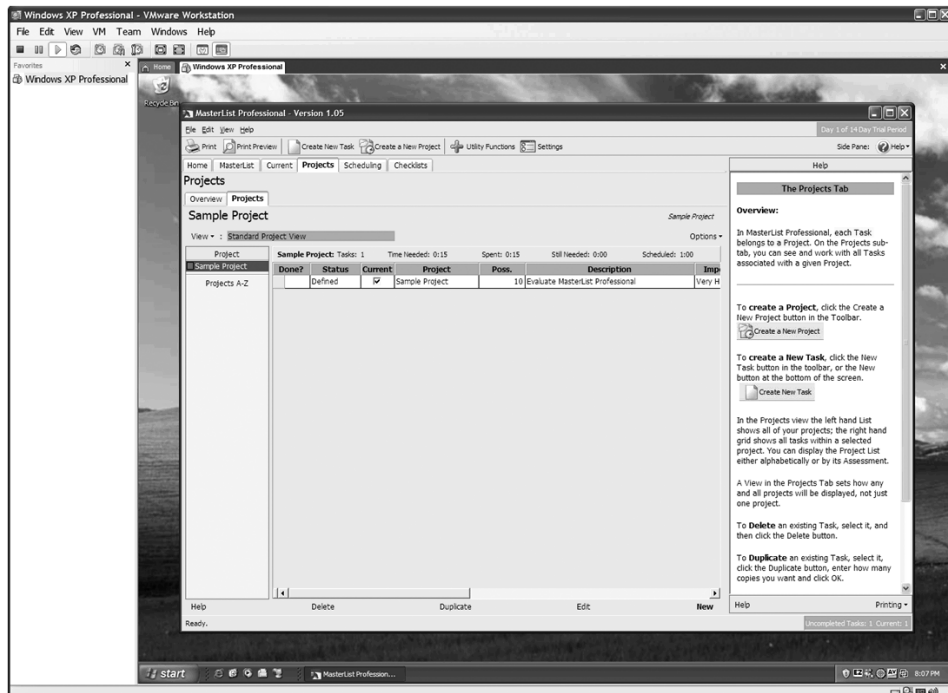 Windows XP Professional - VMware Workstation
File Edit View VM Team Windows Help
Favorites
Windows XP Professional
Home
Windows XP Professional
Recycle Bin
MasterList Professional - Version 1.05
File Edit View Help
Day 1 of 14 Day Trial Period
Print Print Preview Create New Task Create a New Project Utility Functions Settings
Side Pane: Help
Home MasterList Current Projects Scheduling Checklists
Projects
Overview Projects
Sample Project
Sample Project
View : Standard Project View
Options
Project
Sample Project
Projects A-Z
Sample Project: Tasks: 1 Time Needed: 0:15 Spent: 0:15 Still Needed: 0:00 Scheduled: 1:00
Done? Status Current Project Poss. Description Imp
Defined Sample Project 10 Evaluate MasterList Professional Very H
Help Delete Duplicate Edit New
Ready.
Help
The Projects Tab
Overview:
In MasterList Professional, each Task
belongs to a Project. On the Projects sub-
tab, you can see and work with all Tasks
associated with a given Project.
To create a Project, click the Create a
New Project button in the Toolbar.
Create a New Project
To create a New Task, click the New
Task button in the toolbar, or the New
button at the bottom of the screen.
Create New Task
In the Projects view the left hand List
shows all of your projects; the right hand
grid shows all tasks within a selected
project. You can display the Project List
either alphabetically or by its Assessment.
A View in the Projects Tab sets how any
and all projects will be displayed, not just
one project.
To Delete an existing Task, select it, and
then click the Delete button.
To Duplicate an existing Task, select it,
click the Duplicate button, enter how many
copies you want and click OK.
Help Printing
Uncompleted Tasks: 1 Current: 1
start
MasterList Profession...
8:07 PM